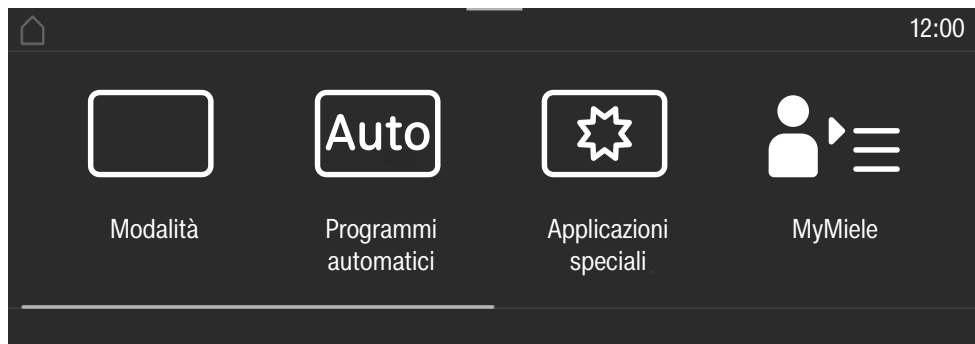 12:00
Auto
Modalità
Programmi
automatici
Applicazioni
speciali
MyMiele